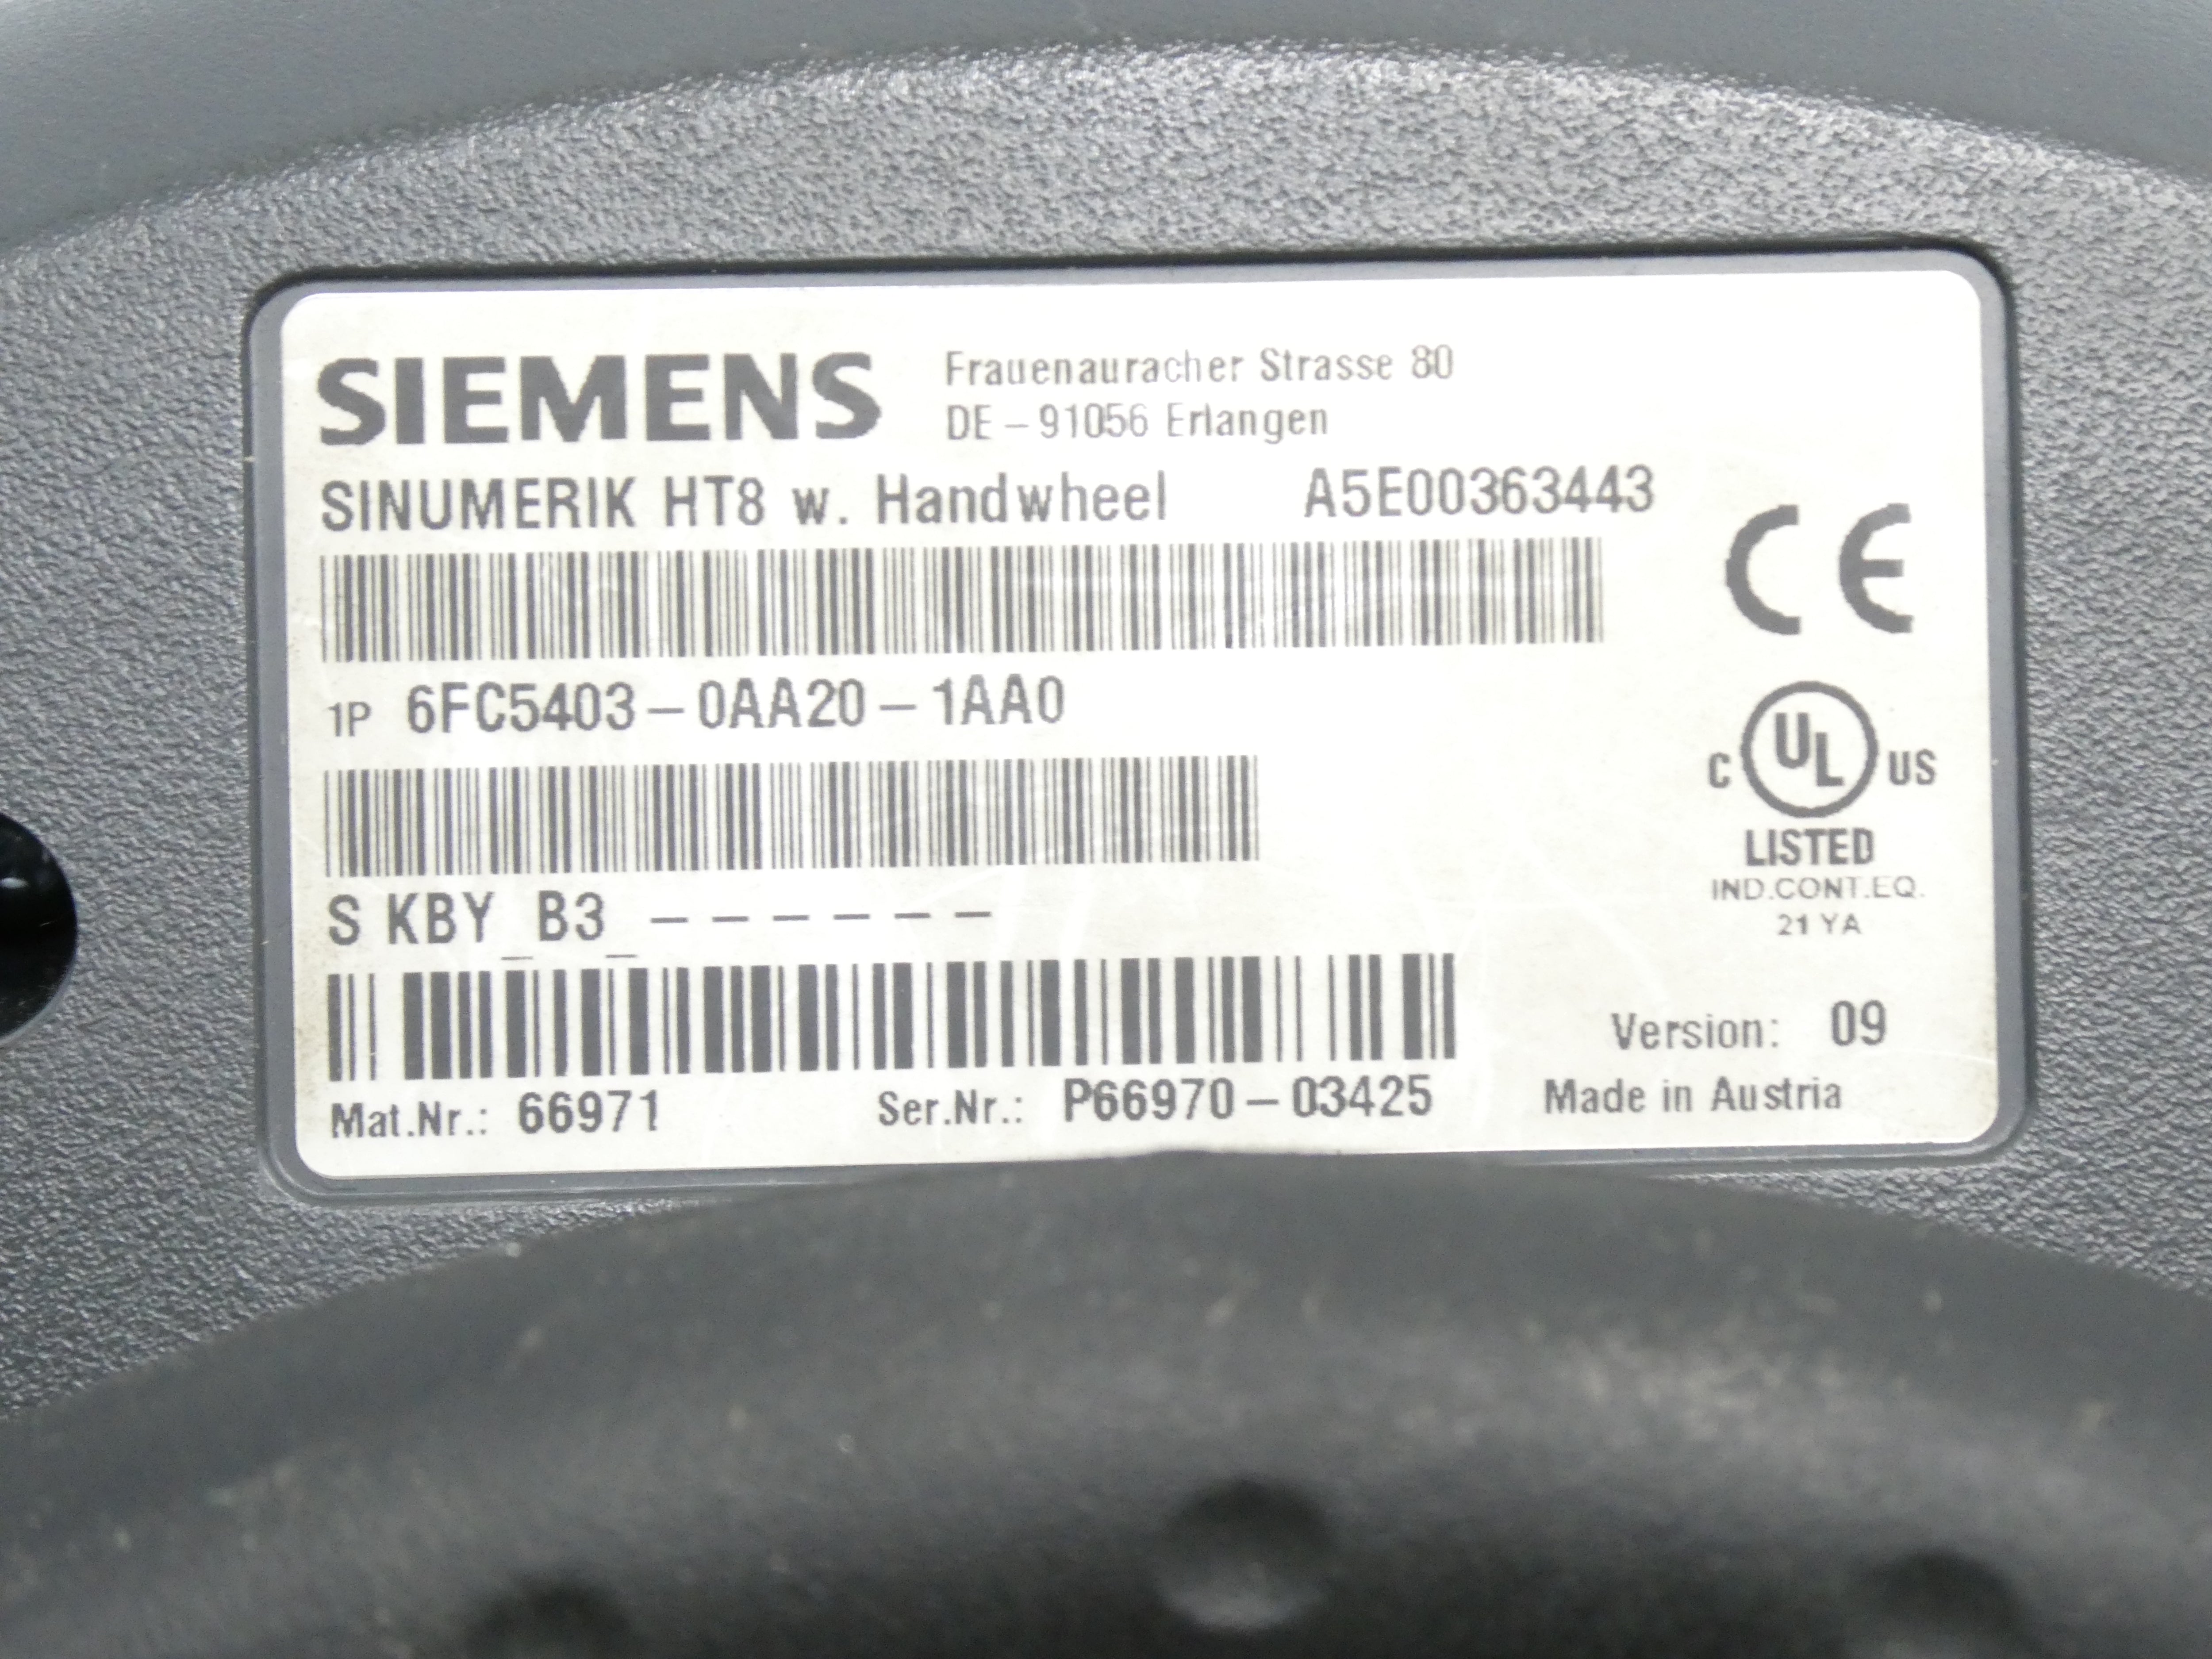 SIEMENS
Frauenauracher Strasse 80
DE – 91056 Erlangen
SINUMERIK HT8 w. Handwheel A5E00363443
CE
1P 6FC5403 – 0AA20 – 1AA0
C UL US
LISTED
IND.CONT.EQ.
21 YA
S KBY_B3_ – – – – – –
Version: 09
Mat.Nr.: 66971 Ser.Nr.: P66970 – 03425 Made in Austria